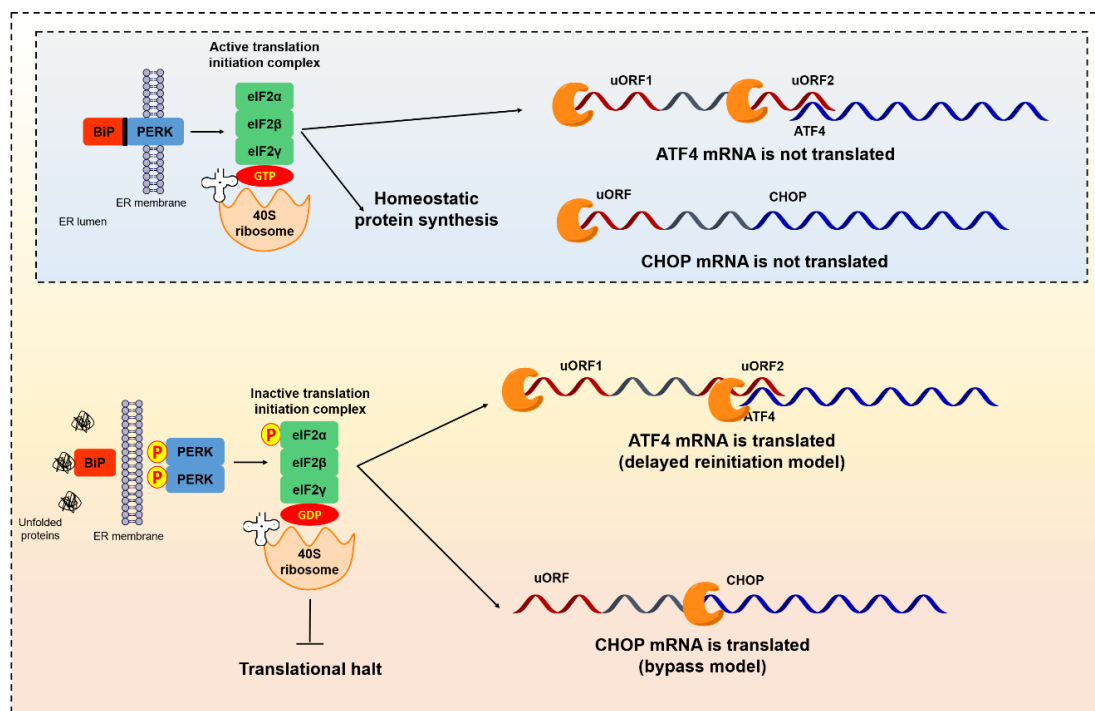 Active translation
initiation complex
eIF2α
eIF2β
eIF2γ
GTP
40S
ribosome
BiP
PERK
ER membrane
ER lumen
Homeostatic
protein synthesis
uORF1
uORF2
ATF4
ATF4 mRNA is not translated
uORF
CHOP
CHOP mRNA is not translated
Inactive translation
initiation complex
P
eIF2α
eIF2β
eIF2γ
GDP
40S
ribosome
BiP
P
PERK
P
PERK
Unfolded
proteins
ER membrane
Translational halt
uORF1
uORF2
ATF4
ATF4 mRNA is translated
(delayed reinitiation model)
uORF
CHOP
CHOP mRNA is translated
(bypass model)